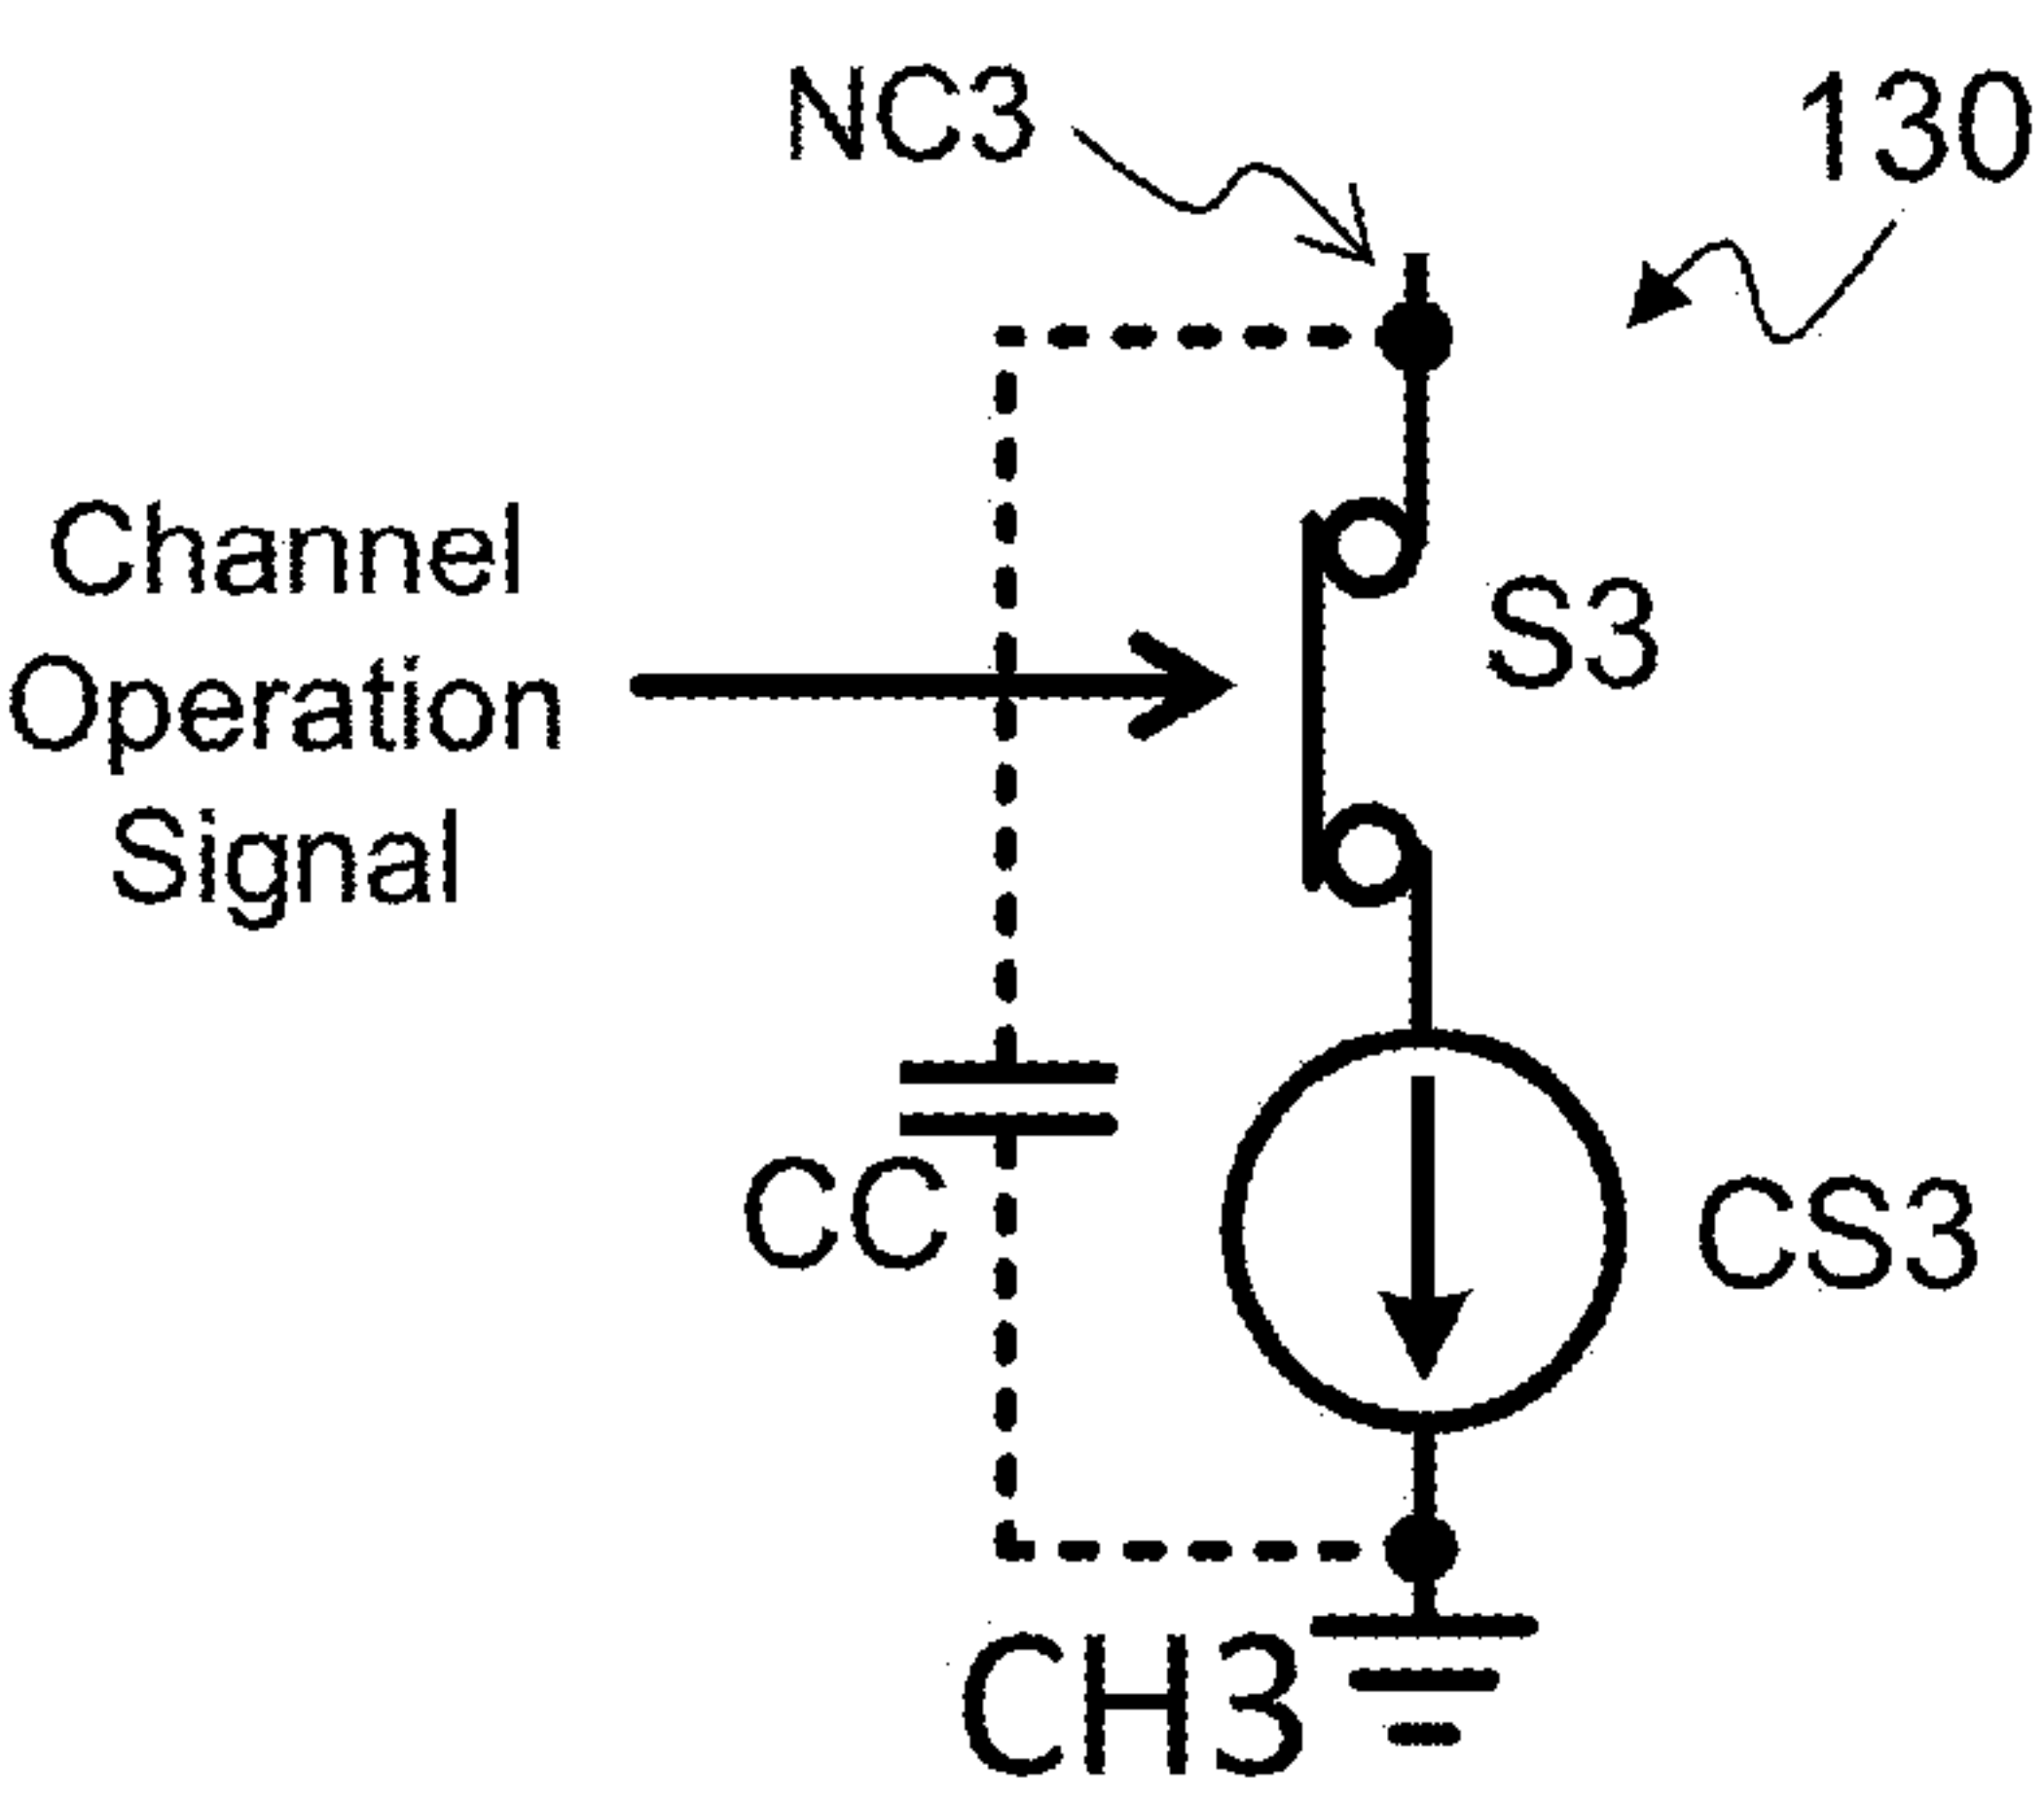 NC3
130
Channel
Operation
Signal
S3
CC
CS3
CH3